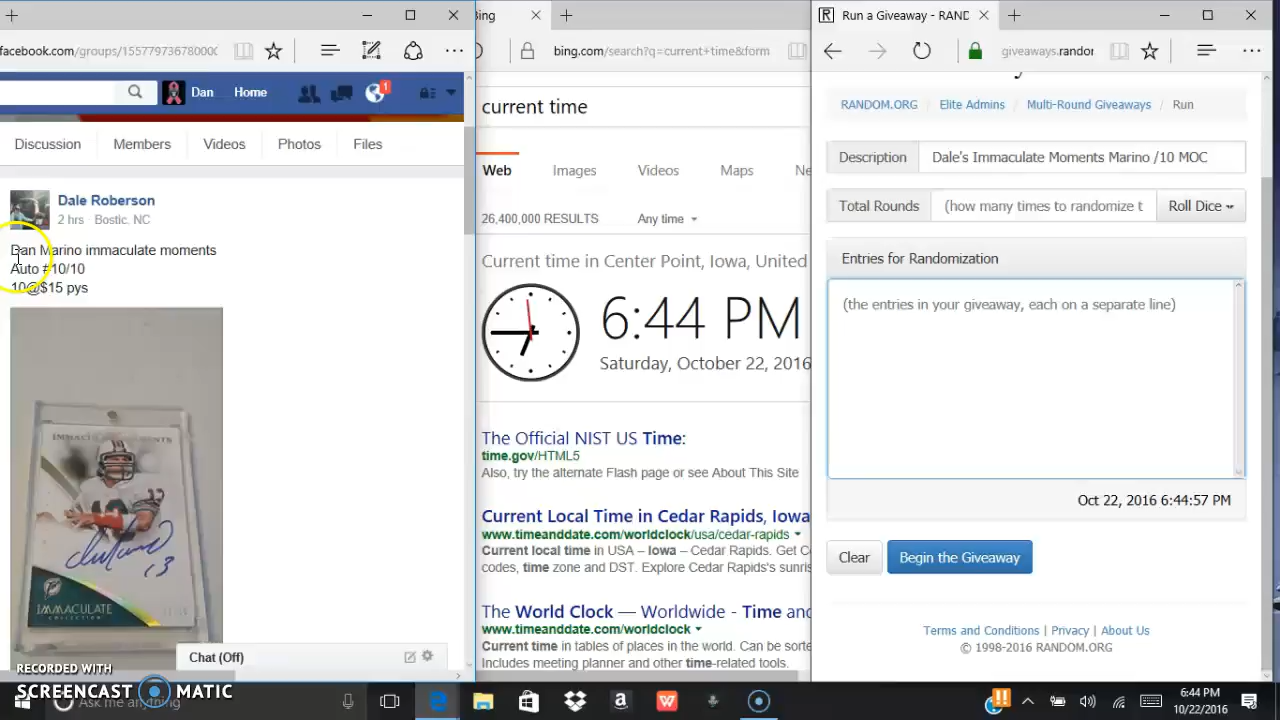 facebook.com/groups/15577973678000
Dan
Home
1
Discussion
Members
Videos
Photos
Files
Dale Roberson
2 hrs · Bostic, NC
Dan Marino immaculate moments
Auto #10/10
10@$15 pys
IMMACULATE
COLLECTION
13
Chat (Off)
RECORDED WITH
SCREENCAST MATIC
Ask me anything
Bing
bing.com/search?q=current+time&form
current time
Web
Images
Videos
Maps
Ne
26,400,000 RESULTS
Any time
Current time in Center Point, Iowa, United
6:44 PM
Saturday, October 22, 2016
The Official NIST US Time:
time.gov/HTML5
Also, try the alternate Flash page or see About This Site
Current Local Time in Cedar Rapids, Iowa
www.timeanddate.com/worldclock/usa/cedar-rapids
Current local time in USA – Iowa – Cedar Rapids. Get C
codes, time zone and DST. Explore Cedar Rapids's sunris
The World Clock — Worldwide - Time and
www.timeanddate.com/worldclock
Current time in tables of places in the world. Can be sorte
Includes meeting planner and other time-related tools.
R
Run a Giveaway - RAND
giveaways.randor
RANDOM.ORG
Elite Admins
Multi-Round Giveaways
Run
Description
Dale's Immaculate Moments Marino /10 MOC
Total Rounds
(how many times to randomize t
Roll Dice
Entries for Randomization
(the entries in your giveaway, each on a separate line)
Oct 22, 2016 6:44:57 PM
Clear
Begin the Giveaway
Terms and Conditions | Privacy | About Us
© 1998-2016 RANDOM.ORG
6:44 PM
10/22/2016